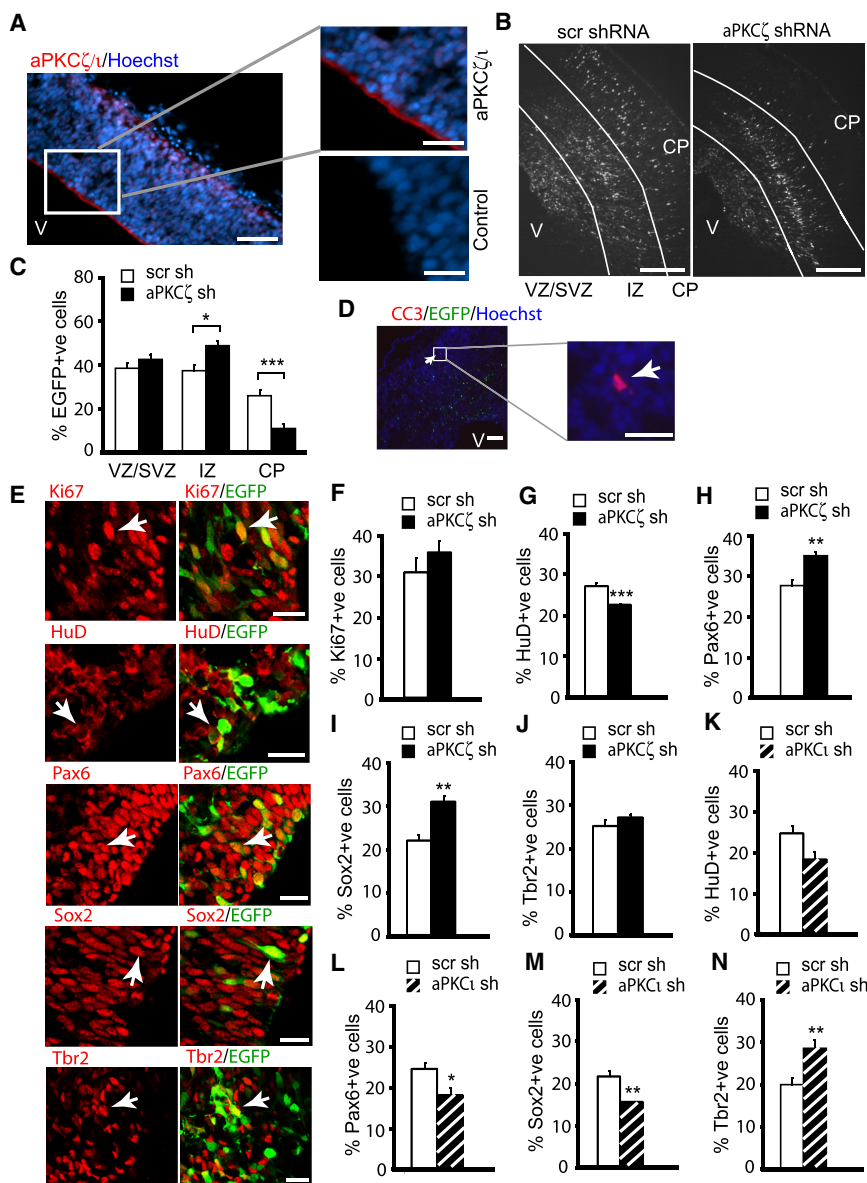 A
aPKCζ/ι/Hoechst
V
aPKCζ/ι
Control
B
scr shRNA
aPKCζ shRNA
CP
CP
V
V
VZ/SVZ
IZ
CP
C
scr sh
aPKCζ sh
% EGFP+ve cells
80
60
40
20
0
*
***
VZ/SVZ
IZ
CP
D
CC3/EGFP/Hoechst
V
E
Ki67
Ki67/EGFP
HuD
HuD/EGFP
Pax6
Pax6/EGFP
Sox2
Sox2/EGFP
Tbr2
Tbr2/EGFP
F
scr sh
aPKCζ sh
% Ki67+ve cells
40
30
20
10
0
G
scr sh
aPKCζ sh
% HuD+ve cells
40
30
20
10
0
***
H
scr sh
aPKCζ sh
% Pax6+ve cells
40
30
20
10
0
**
I
scr sh
aPKCζ sh
% Sox2+ve cells
40
30
20
10
0
**
J
scr sh
aPKCζ sh
% Tbr2+ve cells
40
30
20
10
0
K
scr sh
aPKCι sh
% HuD+ve cells
40
30
20
10
0
L
scr sh
aPKCι sh
% Pax6+ve cells
40
30
20
10
0
*
M
scr sh
aPKCι sh
% Sox2+ve cells
40
30
20
10
0
**
N
scr sh
aPKCι sh
% Tbr2+ve cells
40
30
20
10
0
**